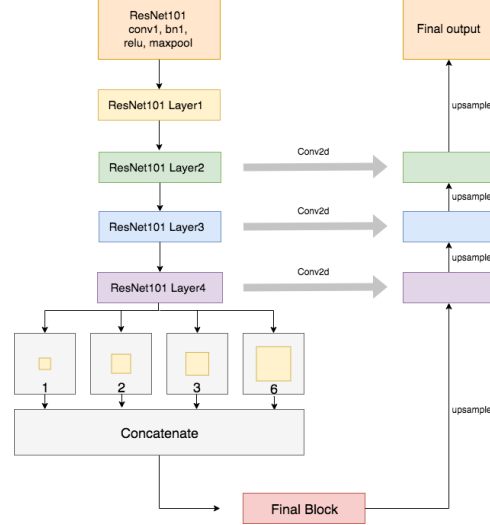 ResNet101
conv1, bn1,
relu, maxpool
Final output
upsample
ResNet101 Layer1
Conv2d
ResNet101 Layer2
upsample
Conv2d
ResNet101 Layer3
upsample
Conv2d
ResNet101 Layer4
1
2
3
6
upsample
Concatenate
Final Block